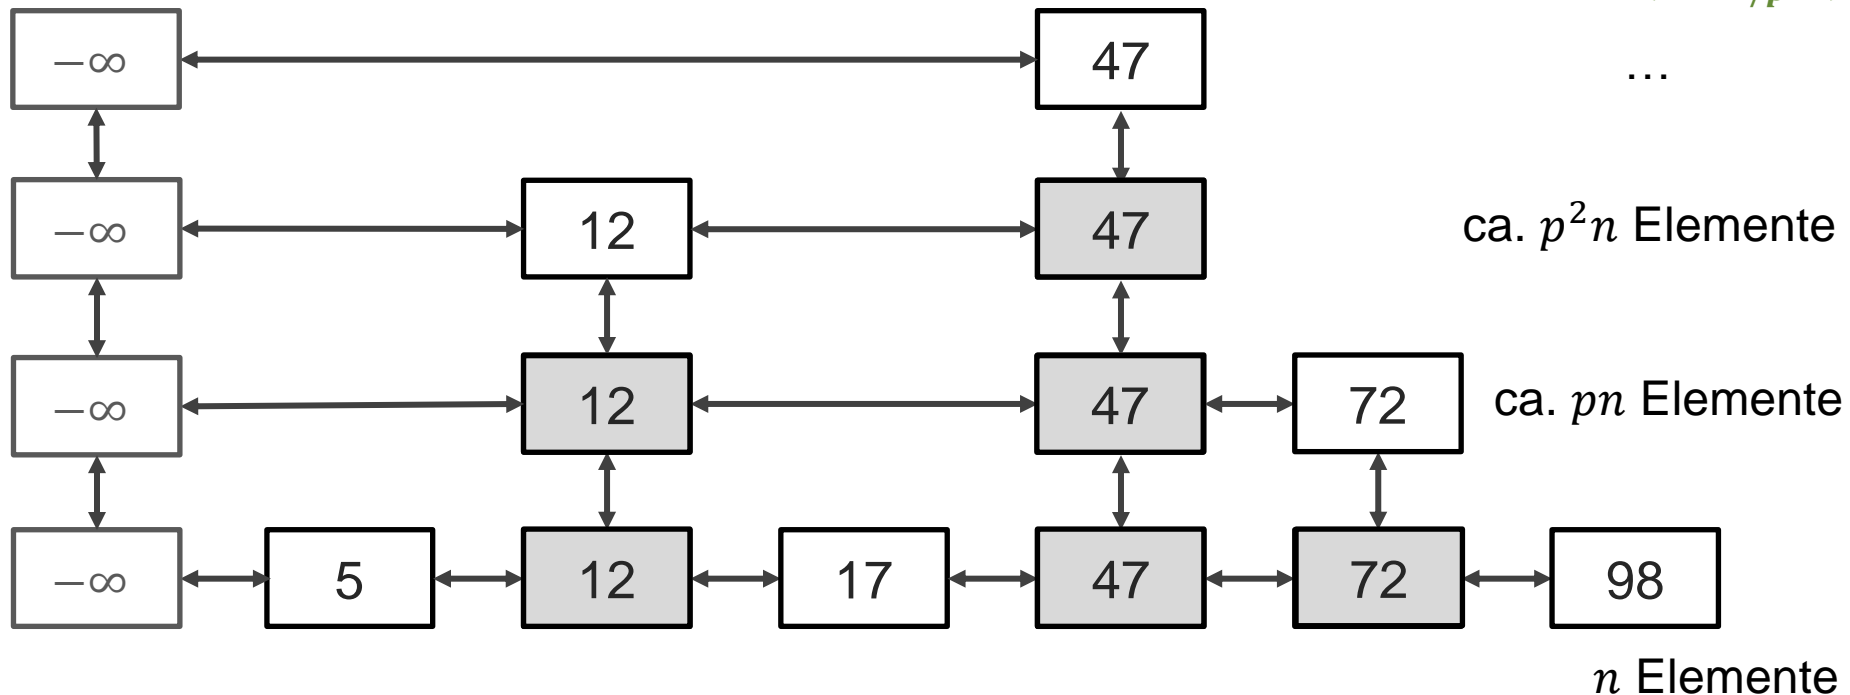 −∞ 47 …
−∞ 12 47 ca. p²n Elemente
−∞ 12 47 72 ca. pn Elemente
−∞ 5 12 17 47 72 98
n Elemente